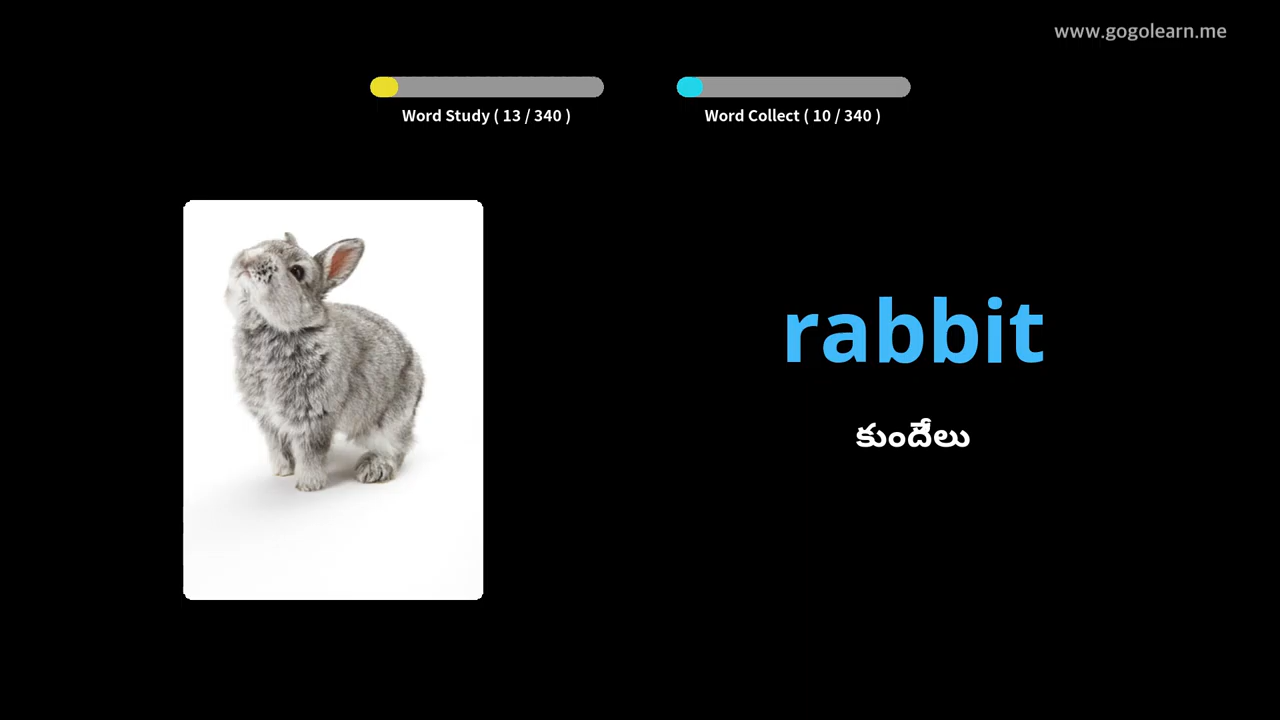 www.gogolearn.me
Word Study ( 13 / 340 )
Word Collect ( 10 / 340 )
rabbit
కుందేలు